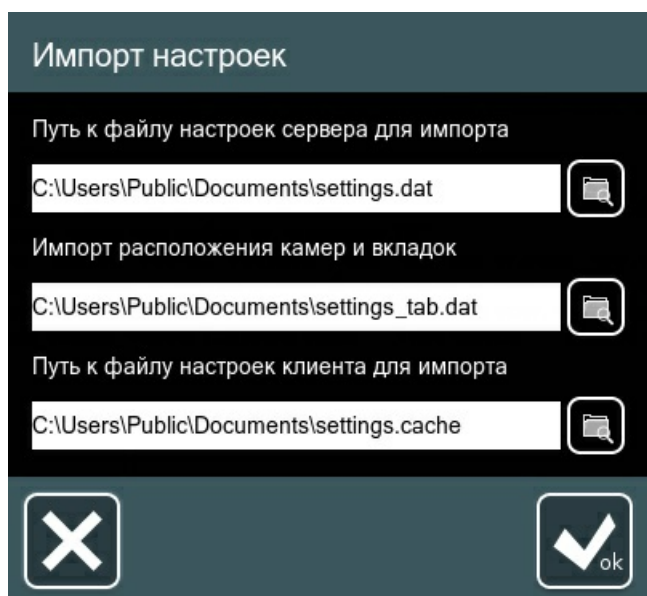 Импорт настроек
Путь к файлу настроек сервера для импорта
C:\Users\Public\Documents\settings.dat
Импорт расположения камер и вкладок
C:\Users\Public\Documents\settings_tab.dat
Путь к файлу настроек клиента для импорта
C:\Users\Public\Documents\settings.cache
ok